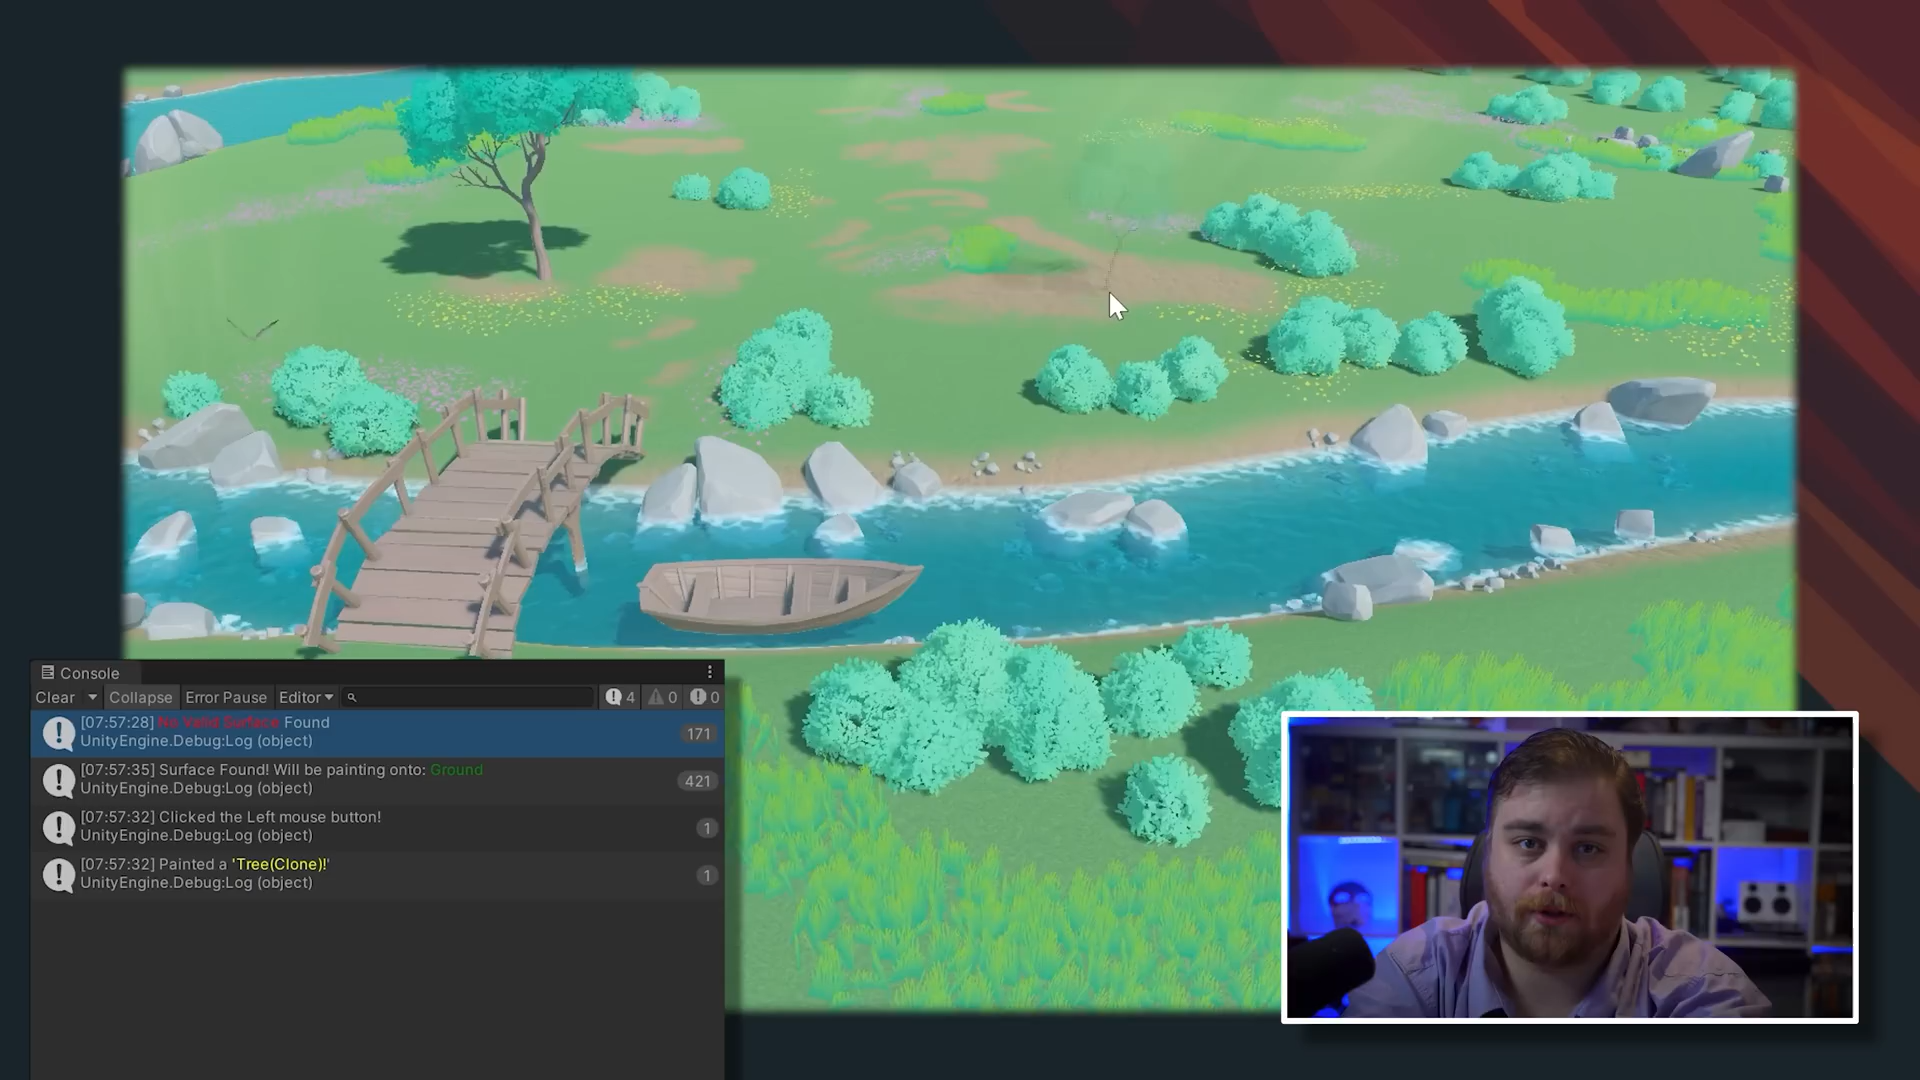 Console
Clear Collapse Error Pause Editor 4 0 0
[07:57:28] No Valid Surface Found
UnityEngine.Debug:Log (object)
171
[07:57:35] Surface Found! Will be painting onto: Ground
UnityEngine.Debug:Log (object)
421
[07:57:32] Clicked the Left mouse button!
UnityEngine.Debug:Log (object)
1
[07:57:32] Painted a 'Tree(Clone)!'
UnityEngine.Debug:Log (object)
1